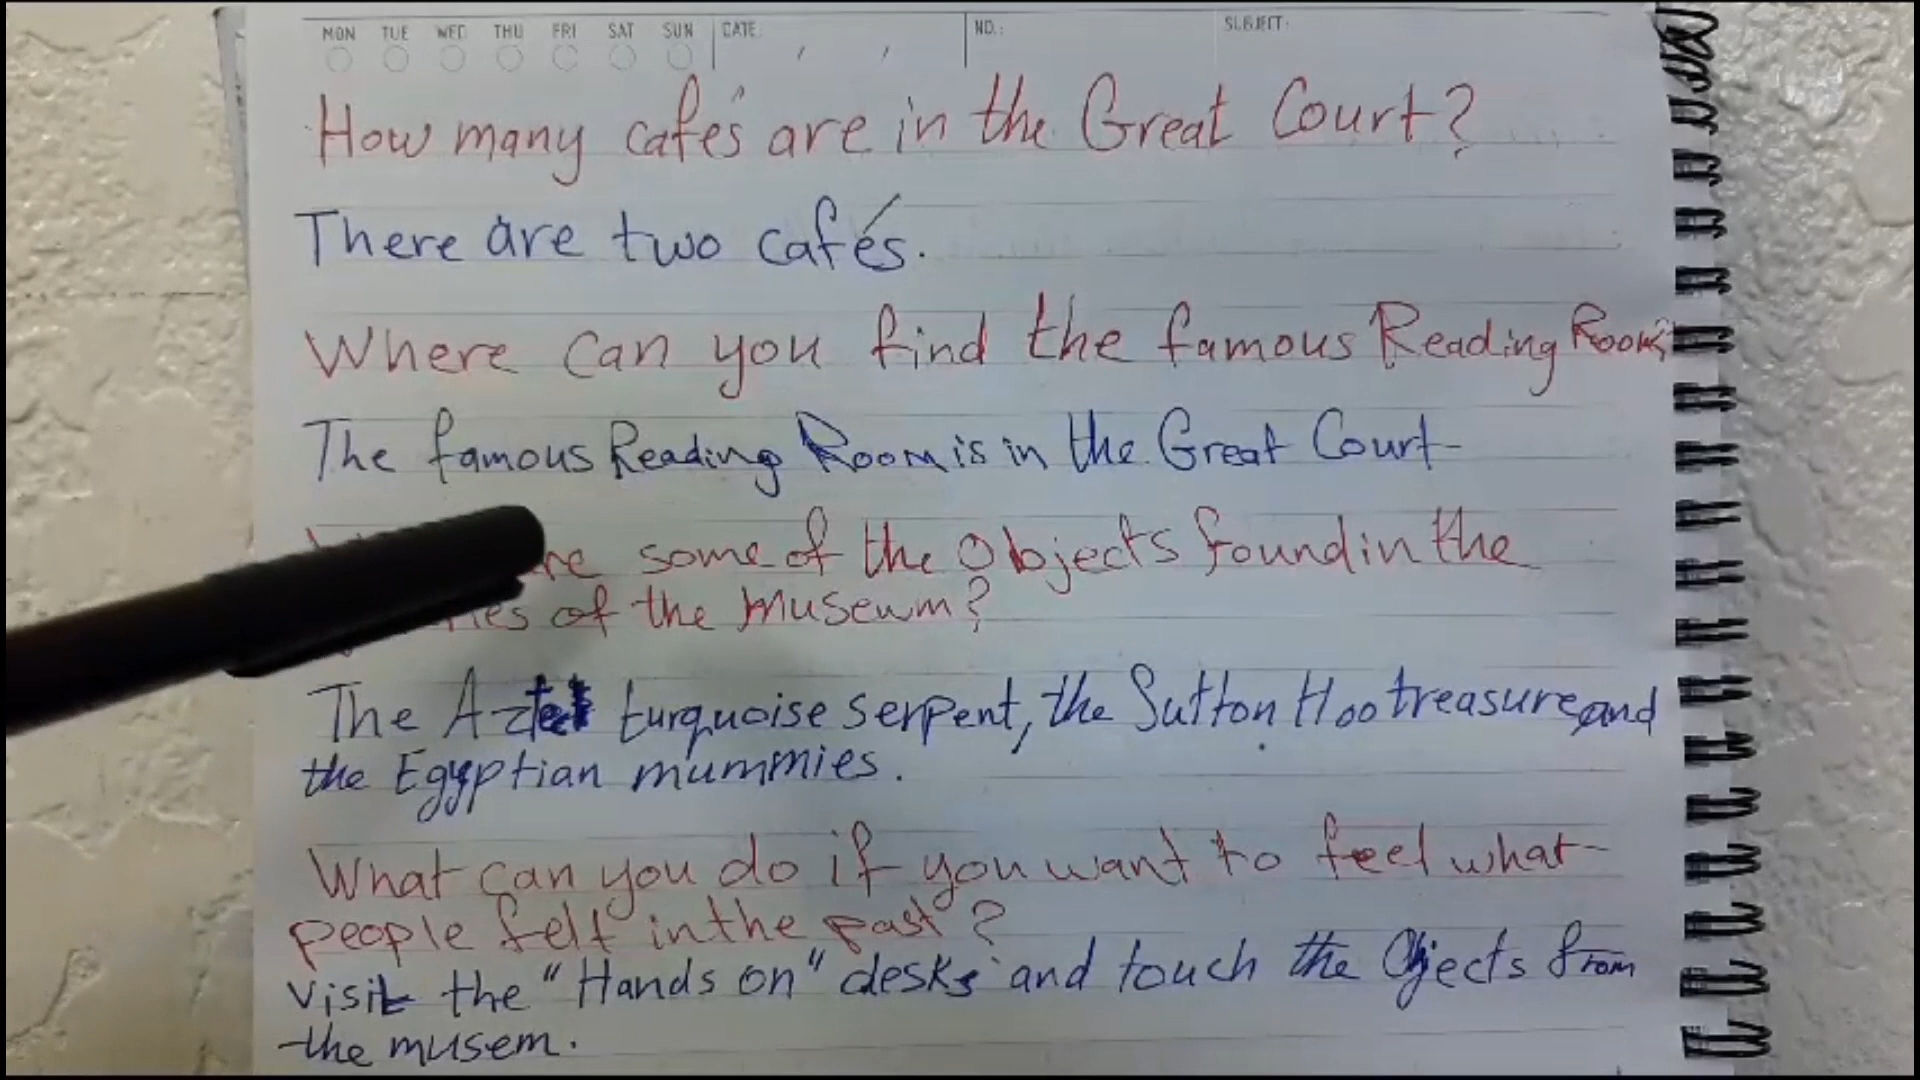 MON TUE WED THU FRI SAT SUN DATE: / / NO.: SUBJECT:
How many cafés are in the Great Court?
There are two cafés.
Where can you find the famous Reading Room?
The famous Reading Room is in the Great Court
some of the Objects found in the
of the Museum?
The turquoise serpent, the Sutton Hoo treasure and
the Egyptian mummies.
What can you do if you want to feel what
people felt in the past?
visit the "Hands on" desks and touch the Objects from
the musem.